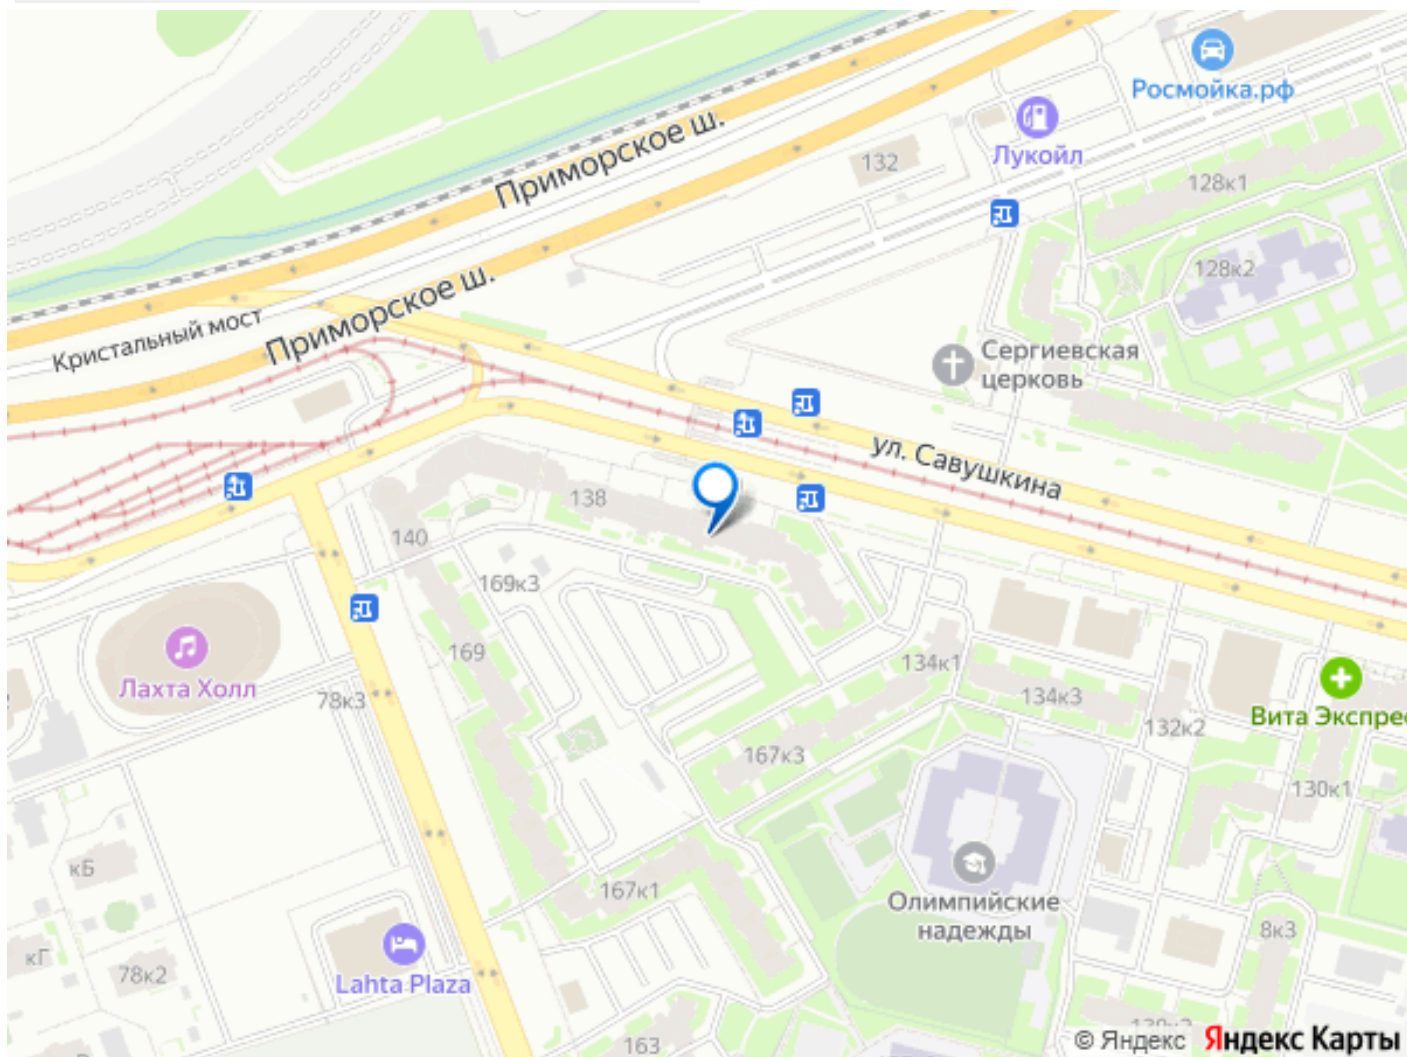 Росмойка.рф
Приморское ш.
Лукойл
132
128к1
128к2
Приморское ш.
Кристальный мост
Сергиевская
церковь
ул. Савушкина
138
140
169к3
169
Лахта Холл
78к3
134к1
134к3
132к2
Вита Экспрес
167к3
130к1
кБ
167к1
Олимпийские
надежды
8к3
кГ
78к2
Lahta Plaza
163
© Яндекс Яндекс Карты